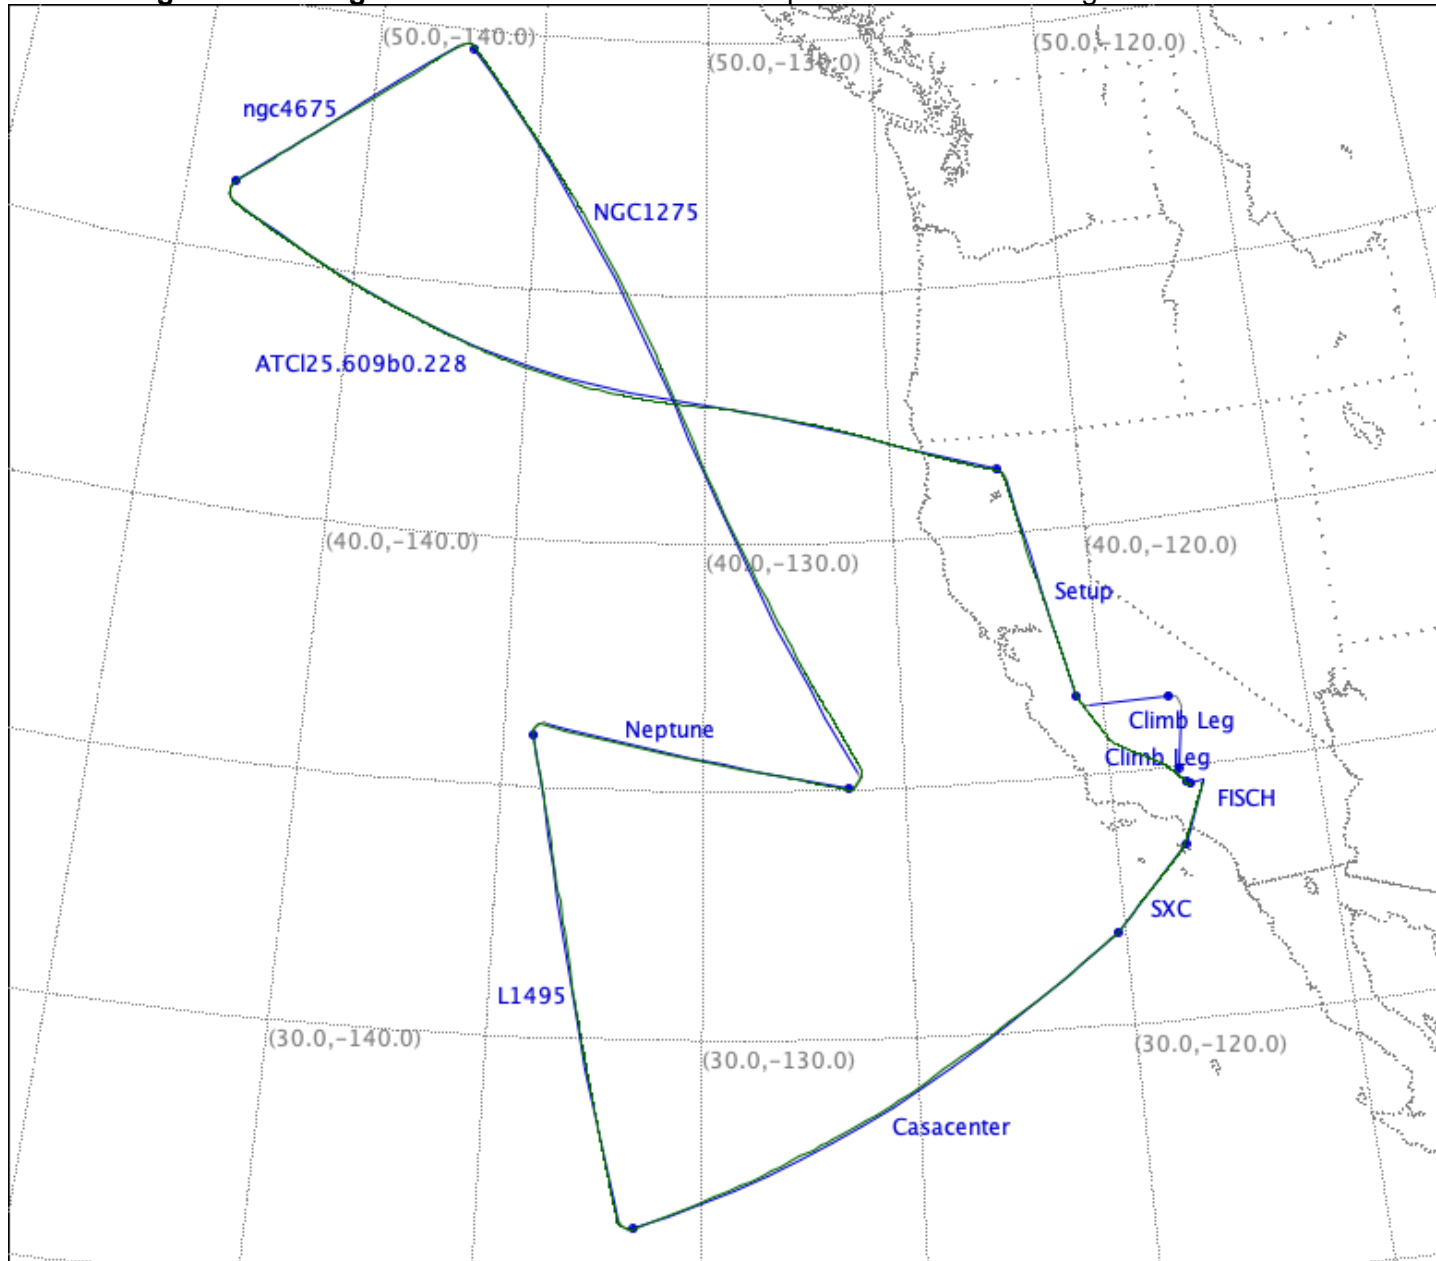 (50.0,-140.0)
(50.0,-130.0)
(50.0,-120.0)
ngc4675
NGC1275
ATCl25.609b0.228
(40.0,-140.0)
(40.0,-130.0)
(40.0,-120.0)
Setup
Climb Leg
Neptune
Climb Leg
FISCH
SXC
L1495
(30.0,-140.0)
(30.0,-130.0)
(30.0,-120.0)
Casacenter